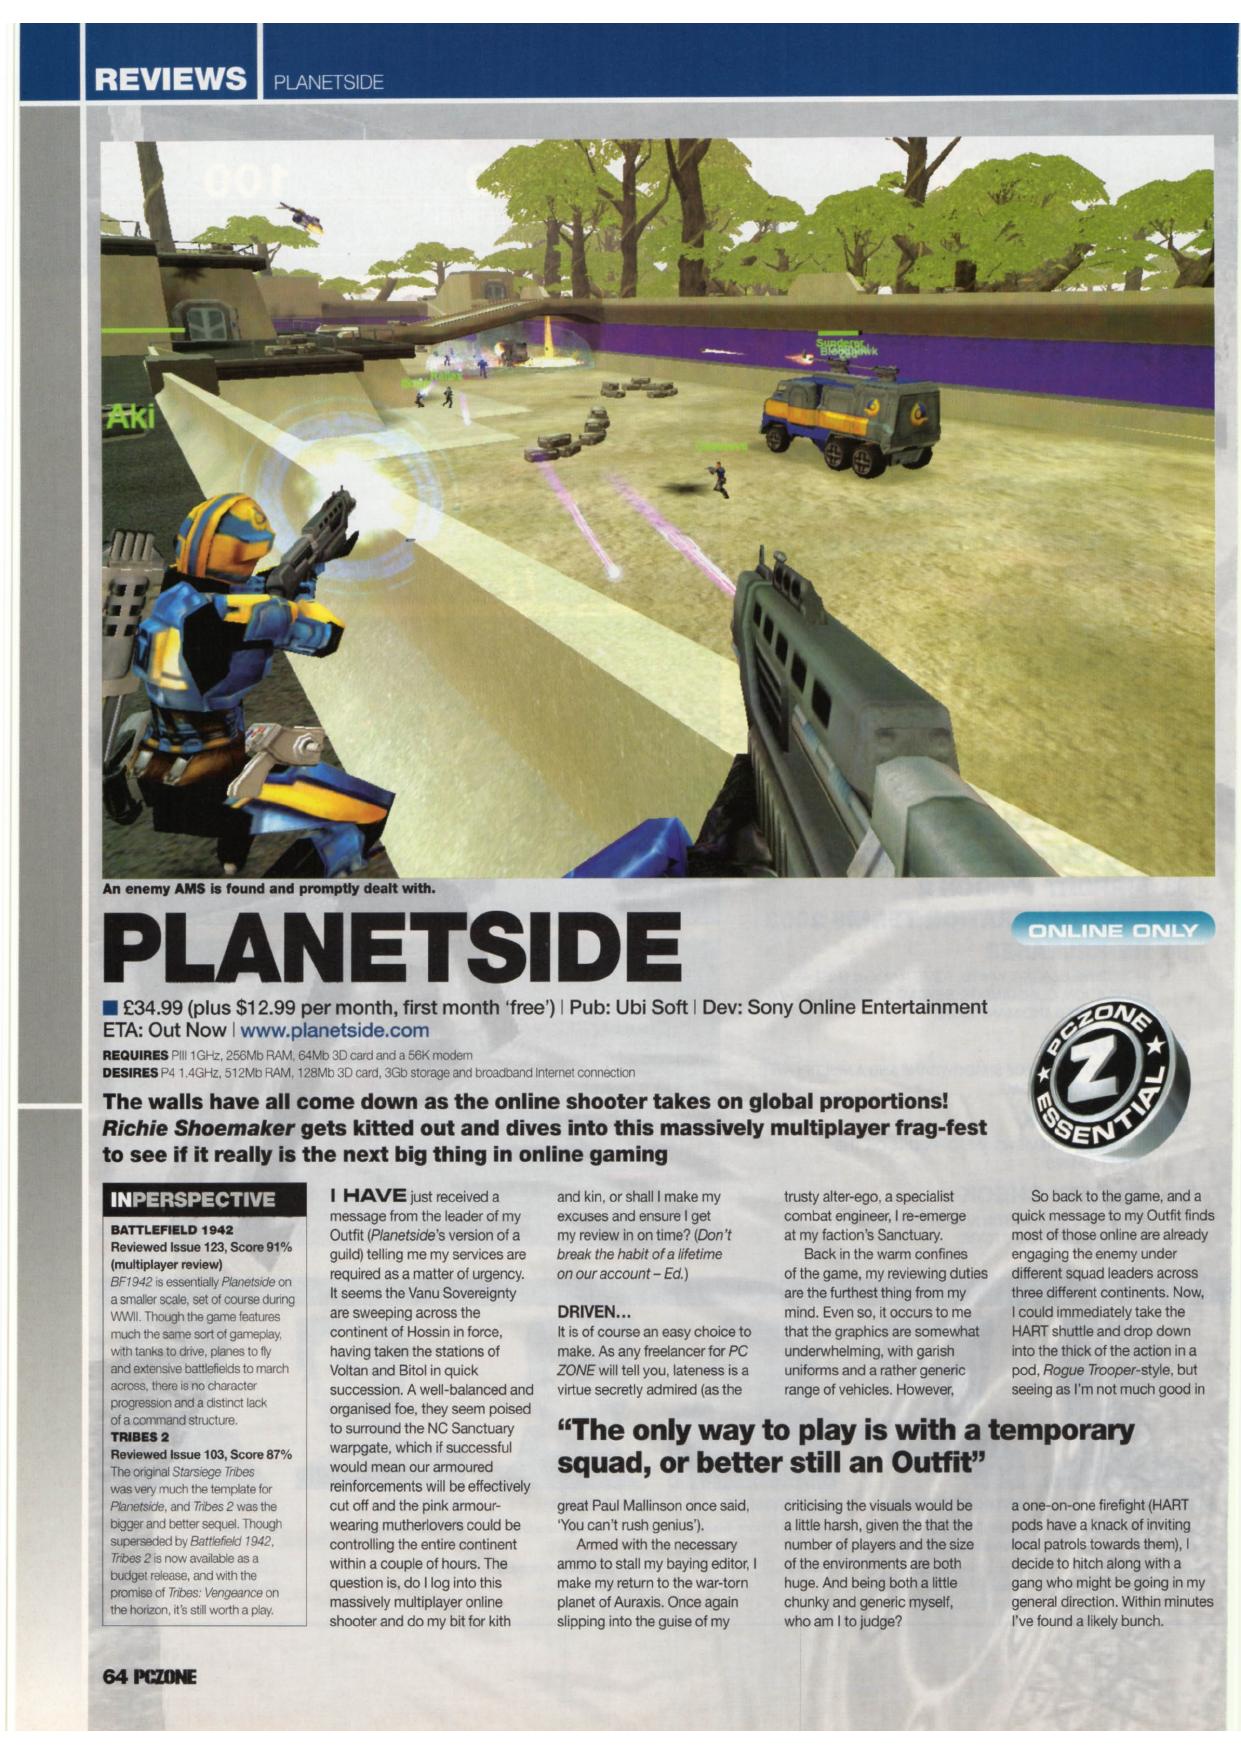 REVIEWS
PLANETSIDE
100
Aki
Sunderer
An enemy AMS is found and promptly dealt with.
PLANETSIDE
ONLINE ONLY
£34.99 (plus $12.99 per month, first month ‘free’) | Pub: Ubi Soft | Dev: Sony Online Entertainment
ETA: Out Now | www.planetside.com
REQUIRES PIII 1GHz, 256Mb RAM, 64Mb 3D card and a 56K modem
DESIRES P4 1.4GHz, 512Mb RAM, 128Mb 3D card, 3Gb storage and broadband Internet connection
PCZONE
Z
ESSENTIAL
The walls have all come down as the online shooter takes on global proportions!
Richie Shoemaker gets kitted out and dives into this massively multiplayer frag-fest
to see if it really is the next big thing in online gaming
INPERSPECTIVE
BATTLEFIELD 1942
Reviewed Issue 123, Score 91%
(multiplayer review)
BF1942 is essentially Planetside on
a smaller scale, set of course during
WWII. Though the game features
much the same sort of gameplay,
with tanks to drive, planes to fly
and extensive battlefields to march
across, there is no character
progression and a distinct lack
of a command structure.
TRIBES 2
Reviewed Issue 103, Score 87%
The original Starsiege Tribes
was very much the template for
Planetside, and Tribes 2 was the
bigger and better sequel. Though
superseded by Battlefield 1942,
Tribes 2 is now available as a
budget release, and with the
promise of Tribes: Vengeance on
the horizon, it’s still worth a play.
I HAVE just received a
message from the leader of my
Outfit (Planetside’s version of a
guild) telling me my services are
required as a matter of urgency.
It seems the Vanu Sovereignty
are sweeping across the
continent of Hossin in force,
having taken the stations of
Voltan and Bitol in quick
succession. A well-balanced and
organised foe, they seem poised
to surround the NC Sanctuary
warpgate, which if successful
would mean our armoured
reinforcements will be effectively
cut off and the pink armour-
wearing mutherlovers could be
controlling the entire continent
within a couple of hours. The
question is, do I log into this
massively multiplayer online
shooter and do my bit for kith
and kin, or shall I make my
excuses and ensure I get
my review in on time? (Don’t
break the habit of a lifetime
on our account – Ed.)
DRIVEN...
It is of course an easy choice to
make. As any freelancer for PC
ZONE will tell you, lateness is a
virtue secretly admired (as the
“The only way to play is with a temporary
squad, or better still an Outfit”
great Paul Mallinson once said,
‘You can’t rush genius’).
Armed with the necessary
ammo to stall my baying editor, I
make my return to the war-torn
planet of Auraxis. Once again
slipping into the guise of my
trusty alter-ego, a specialist
combat engineer, I re-emerge
at my faction’s Sanctuary.
Back in the warm confines
of the game, my reviewing duties
are the furthest thing from my
mind. Even so, it occurs to me
that the graphics are somewhat
underwhelming, with garish
uniforms and a rather generic
range of vehicles. However,
criticising the visuals would be
a little harsh, given the that the
number of players and the size
of the environments are both
huge. And being both a little
chunky and generic myself,
who am I to judge?
So back to the game, and a
quick message to my Outfit finds
most of those online are already
engaging the enemy under
different squad leaders across
three different continents. Now,
I could immediately take the
HART shuttle and drop down
into the thick of the action in a
pod, Rogue Trooper-style, but
seeing as I’m not much good in
a one-on-one firefight (HART
pods have a knack of inviting
local patrols towards them), I
decide to hitch along with a
gang who might be going in my
general direction. Within minutes
I’ve found a likely bunch.
64 PCZONE